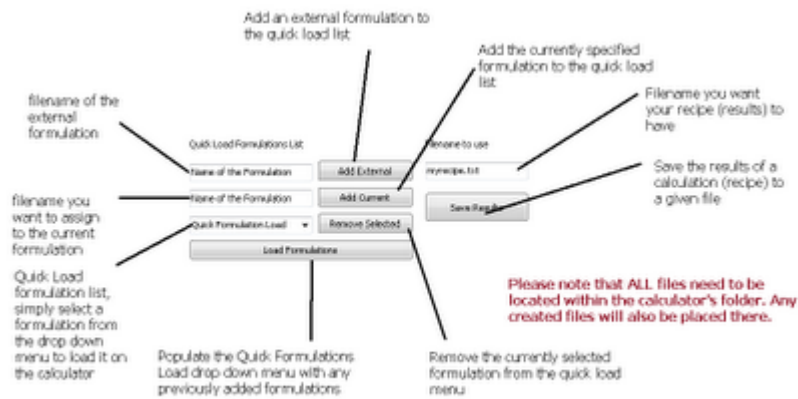 Add an external formulation to
the quick load list
Add the currently specified
formulation to the quick load
list
filename of the
external
formulation
Filename you want
your recipe (results) to
have
Quick Load Formulations List
Filename to use
Name of the Formulation
Add External
myrecipe.txt
Save the results of a
calculation (recipe) to
a given file
Name of the Formulation
Add Current
Save Results
filename you
want to assign
to the current
formulation
Quick Formulation Load
Remove Selected
Load Formulations
Quick Load
formulation list,
simply select a
formulation from
the drop down
menu to load it on
the calculator
Please note that ALL files need to be
located within the calculator's folder. Any
created files will also be placed there.
Populate the Quick Formulations
Load drop down menu with any
previously added formulations
Remove the currently selected
formulation from the quick load
menu